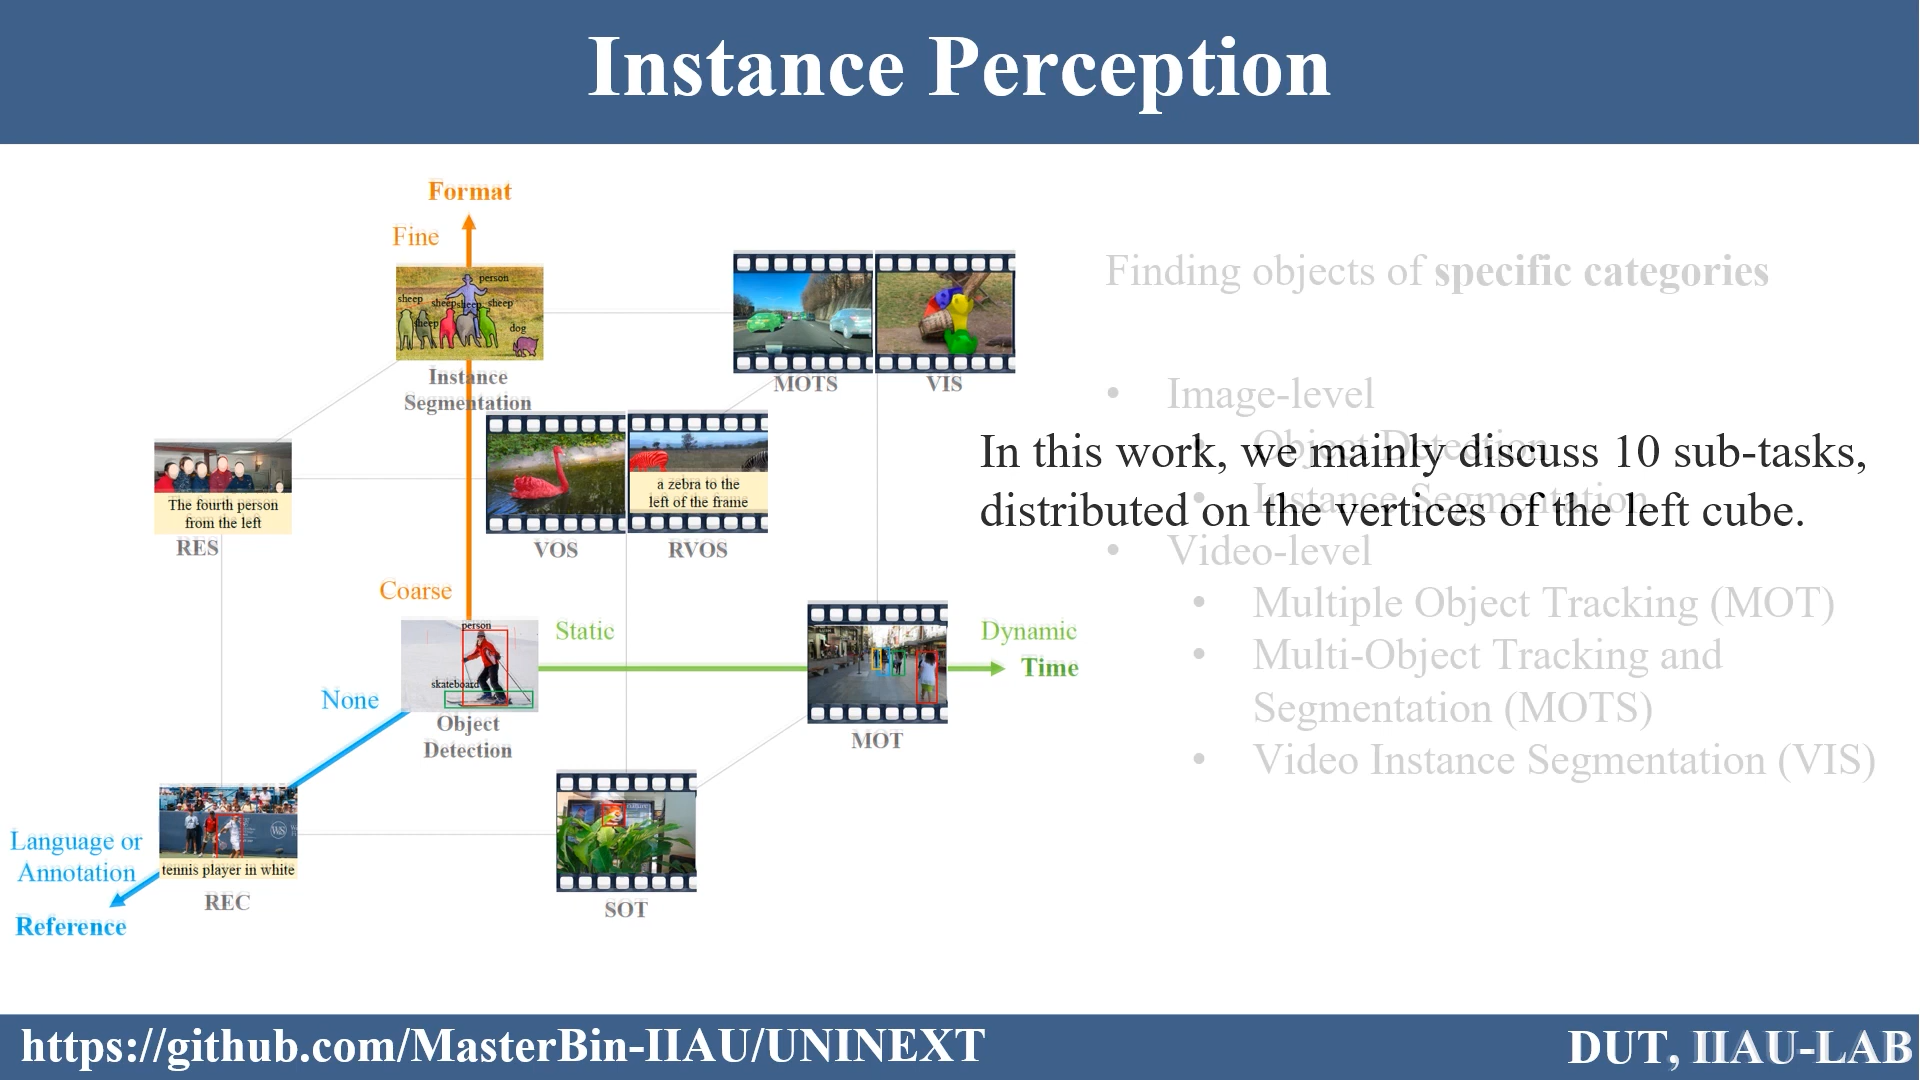 Instance Perception
Format
Fine
person
sheep
sheep
sheep
sheep
sheep
dog
Instance
Segmentation
MOTS
VIS
The fourth person
from the left
RES
VOS
a zebra to the
left of the frame
RVOS
Coarse
person
skateboard
Object
Detection
Static
Dynamic
Time
MOT
None
Language or
Annotation
Reference
tennis player in white
REC
SOT
Finding objects of specific categories
• Image-level
• Object Detection
• Instance Segmentation
In this work, we mainly discuss 10 sub-tasks,
distributed on the vertices of the left cube.
• Video-level
• Multiple Object Tracking (MOT)
• Multi-Object Tracking and
Segmentation (MOTS)
• Video Instance Segmentation (VIS)
https://github.com/MasterBin-IIAU/UNINEXT
DUT, IIAU-LAB